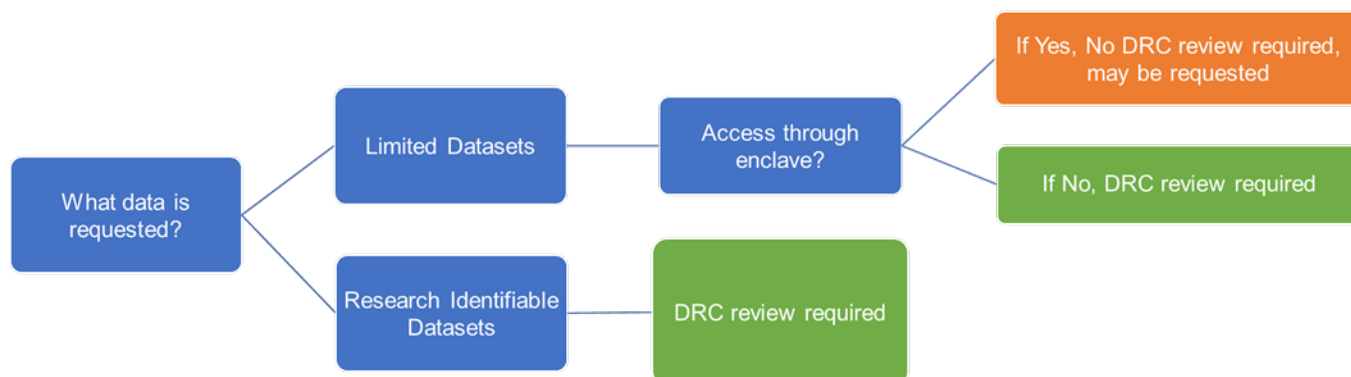 What data is
requested?
Limited Datasets
Access through
enclave?
If Yes, No DRC review required,
may be requested
If No, DRC review required
Research Identifiable
Datasets
DRC review required